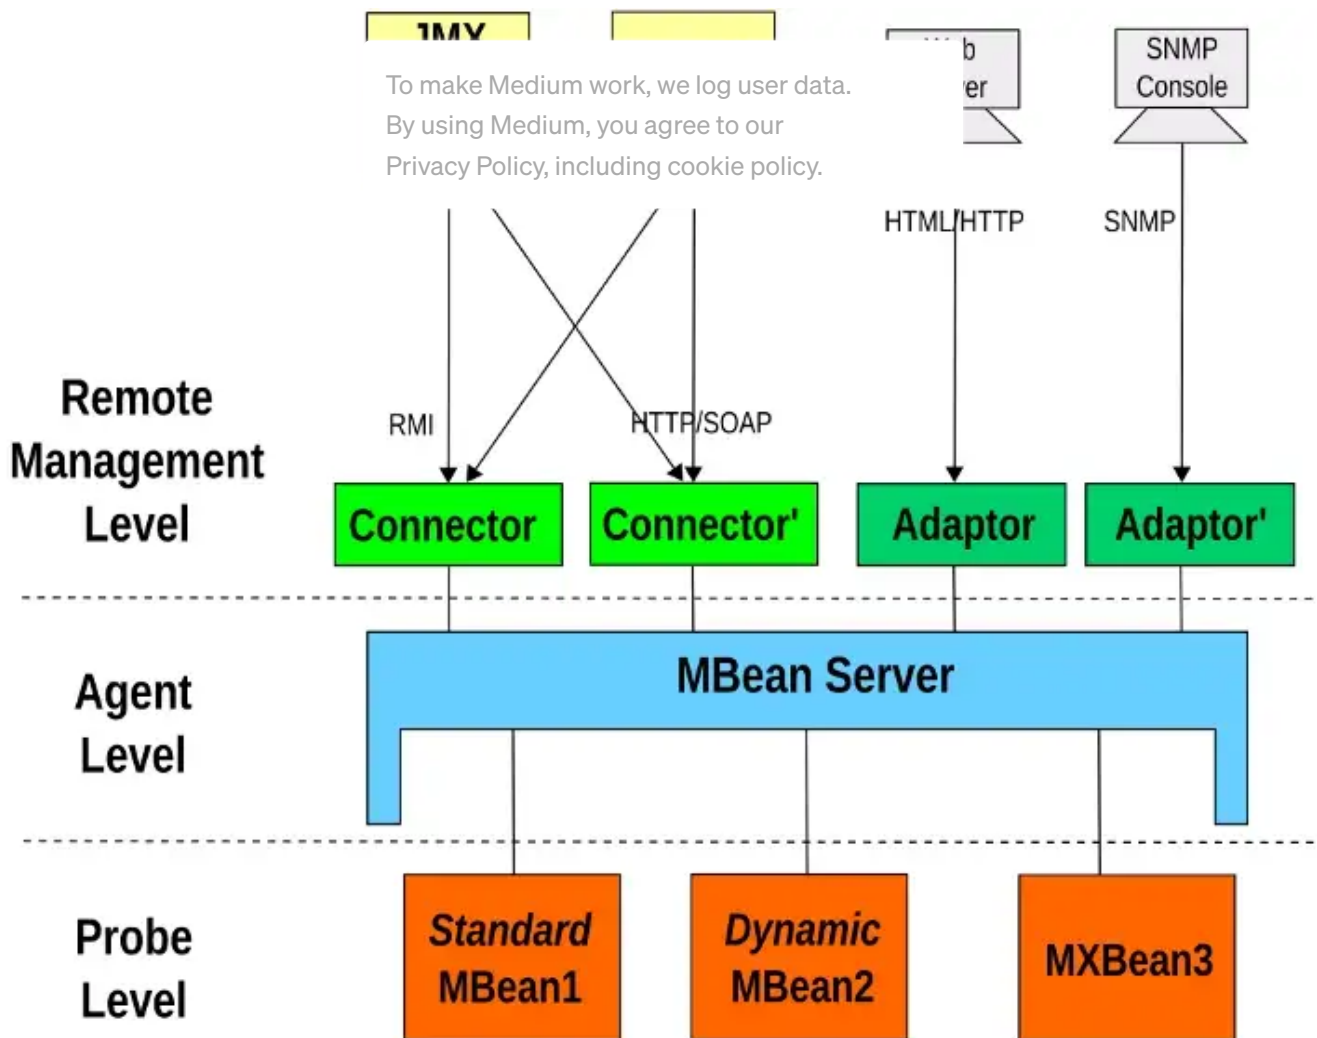 JMX
SNMP
Console
To make Medium work, we log user data.
By using Medium, you agree to our
Privacy Policy, including cookie policy.
HTML/HTTP
SNMP
Remote
Management
Level
RMI
HTTP/SOAP
Connector
Connector'
Adaptor
Adaptor'
Agent
Level
MBean Server
Probe
Level
Standard
MBean1
Dynamic
MBean2
MXBean3